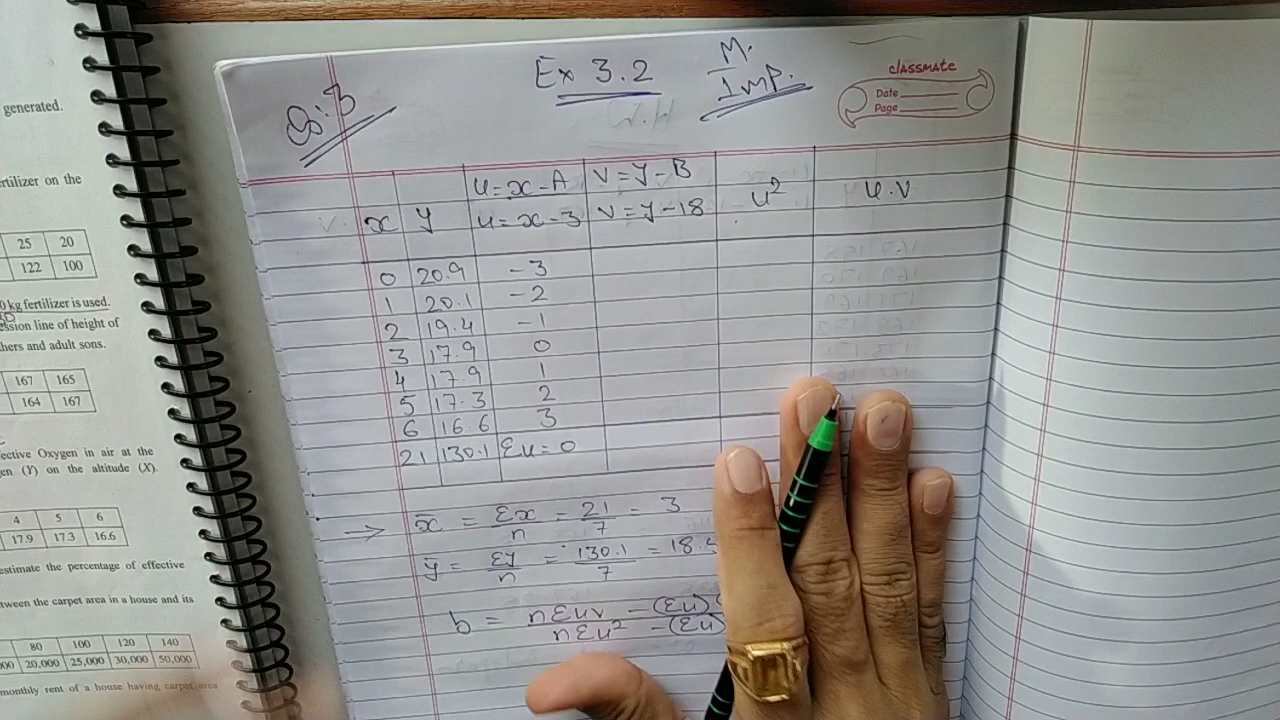 generated.
rtilizer on the
25 20
122 100
0 kg fertilizer is used.
ession line of height of
hers and adult sons.
167 165
164 167
ective Oxygen in air at the
en (Y) on the altitude (X).
4 5 6
17.9 17.3 16.6
estimate the percentage of effective
tween the carpet area in a house and its
80 100 120 140
000 20,000 25,000 30,000 50,000
monthly rent of a house having carpet area
Ex 3.2
M. Imp.
classmate
Date
Page
u = x - A v = y - B
x y u = x - 3 v = y - 18 u² u.v
0 20.9 -3
1 20.1 -2
2 19.4 -1
3 17.9 0
4 17.9 1
5 17.3 2
6 16.6 3
21 130.1 Σu = 0
→ x̄ = Σx/n = 21/7 = 3
ȳ = Σy/n = 130.1/7 = 18.5
b = nΣuv - (Σu)( / nΣu² - (Σu)